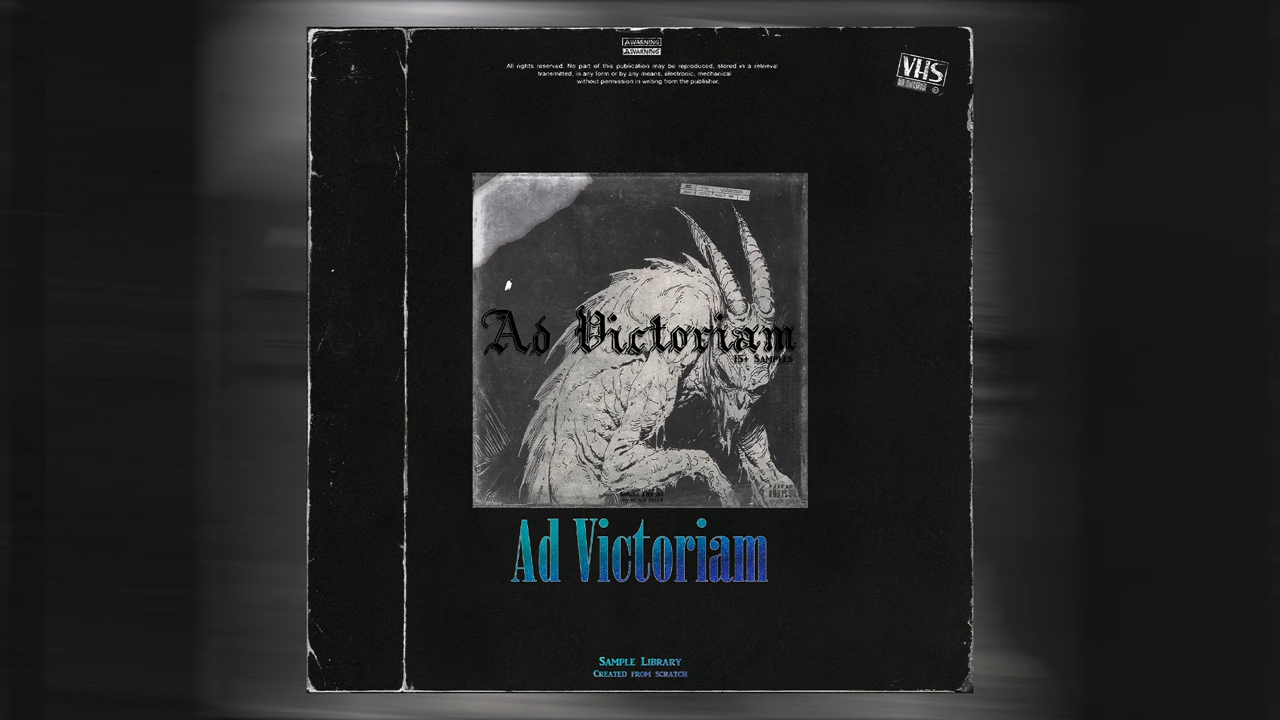 ⚠WARNING
⚠WARNING
All rights reserved. No part of this publication may be reproduced, stored in a retrieval
transmitted, in any form or by any means, electronic, mechanical
without permission in writing from the publisher.
VHS
Ad Victoriam
15+ Samples
Ad Victoriam
Sample Library
Created from scratch